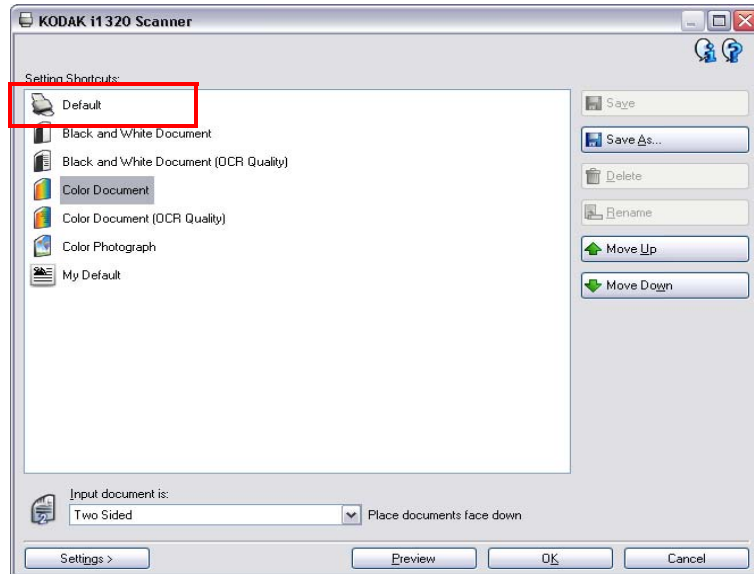 KODAK i1320 Scanner
Setting Shortcuts:
Default
Black and White Document
Black and White Document (OCR Quality)
Color Document
Color Document (OCR Quality)
Color Photograph
My Default
Save
Save As...
Delete
Rename
Move Up
Move Down
Input document is:
Two Sided
Place documents face down
Settings >
Preview
OK
Cancel